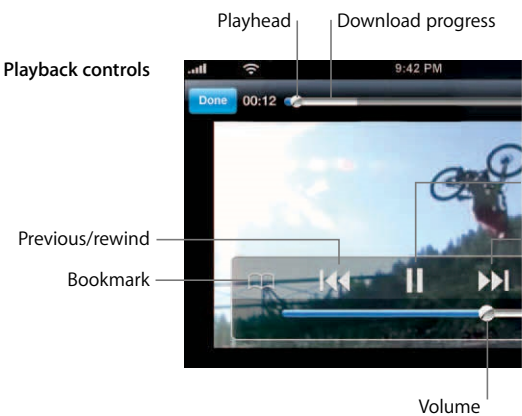 Playhead
Download progress
Playback controls
9:42 PM
Done
00:12
Previous/rewind
Bookmark
Volume